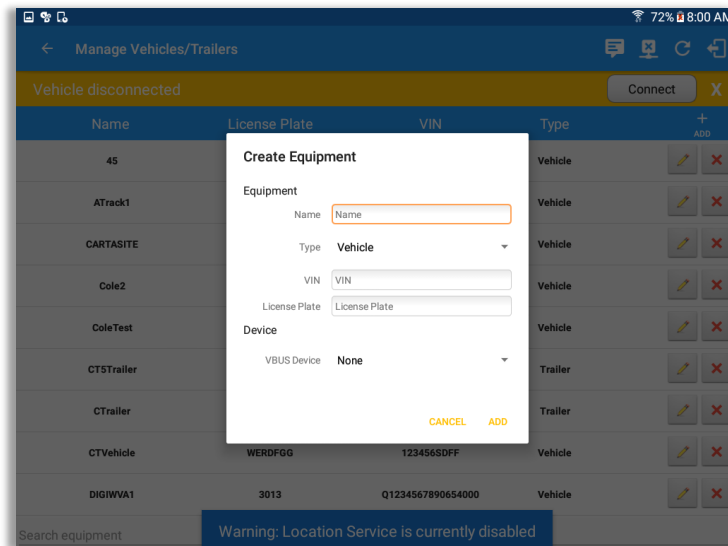 72% 8:00 AM
Manage Vehicles/Trailers
Vehicle disconnected Connect X
Name License Plate VIN Type ADD
45 Vehicle
ATrack1 Vehicle
CARTASITE Vehicle
Cole2 Vehicle
ColeTest Vehicle
CT5Trailer Trailer
CTrailer Trailer
CTVehicle WERDFGG 123456SDFF Vehicle
DIGIWVA1 3013 Q1234567890654000 Vehicle
Search equipment
Create Equipment
Equipment
Name Name
Type Vehicle
VIN VIN
License Plate License Plate
Device
VBUS Device None
CANCEL ADD
Warning: Location Service is currently disabled